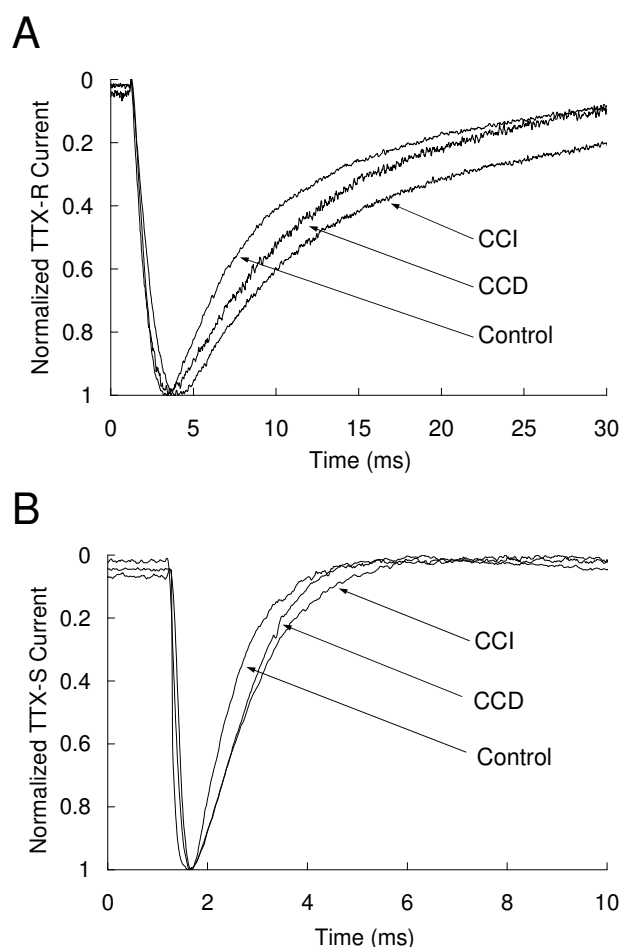 A
Normalized TTX-R Current
0
0.2
0.4
0.6
0.8
1
CCI
CCD
Control
0 5 10 15 20 25 30
Time (ms)
B
Normalized TTX-S Current
0
0.2
0.4
0.6
0.8
1
CCI
CCD
Control
0 2 4 6 8 10
Time (ms)